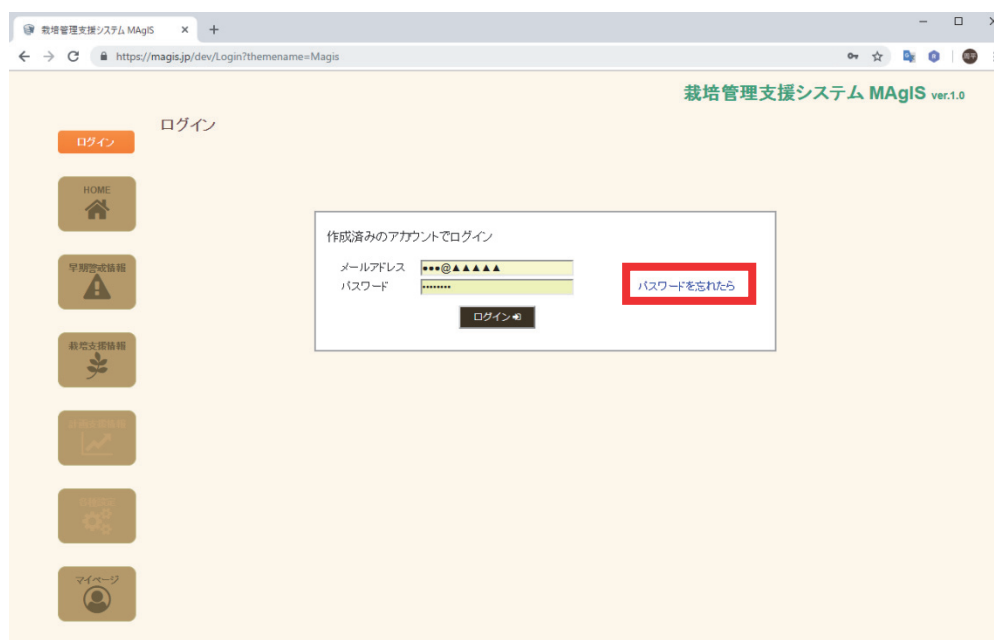 栽培管理支援システム MAgIS
https://magis.jp/dev/Login?themename=Magis
栽培管理支援システム MAgIS ver.1.0
ログイン
ログイン
HOME
早期警戒情報
栽培支援情報
マイページ
作成済みのアカウントでログイン
メールアドレス ●●●@▲▲▲▲▲
パスワード ••••••••
パスワードを忘れたら
ログイン